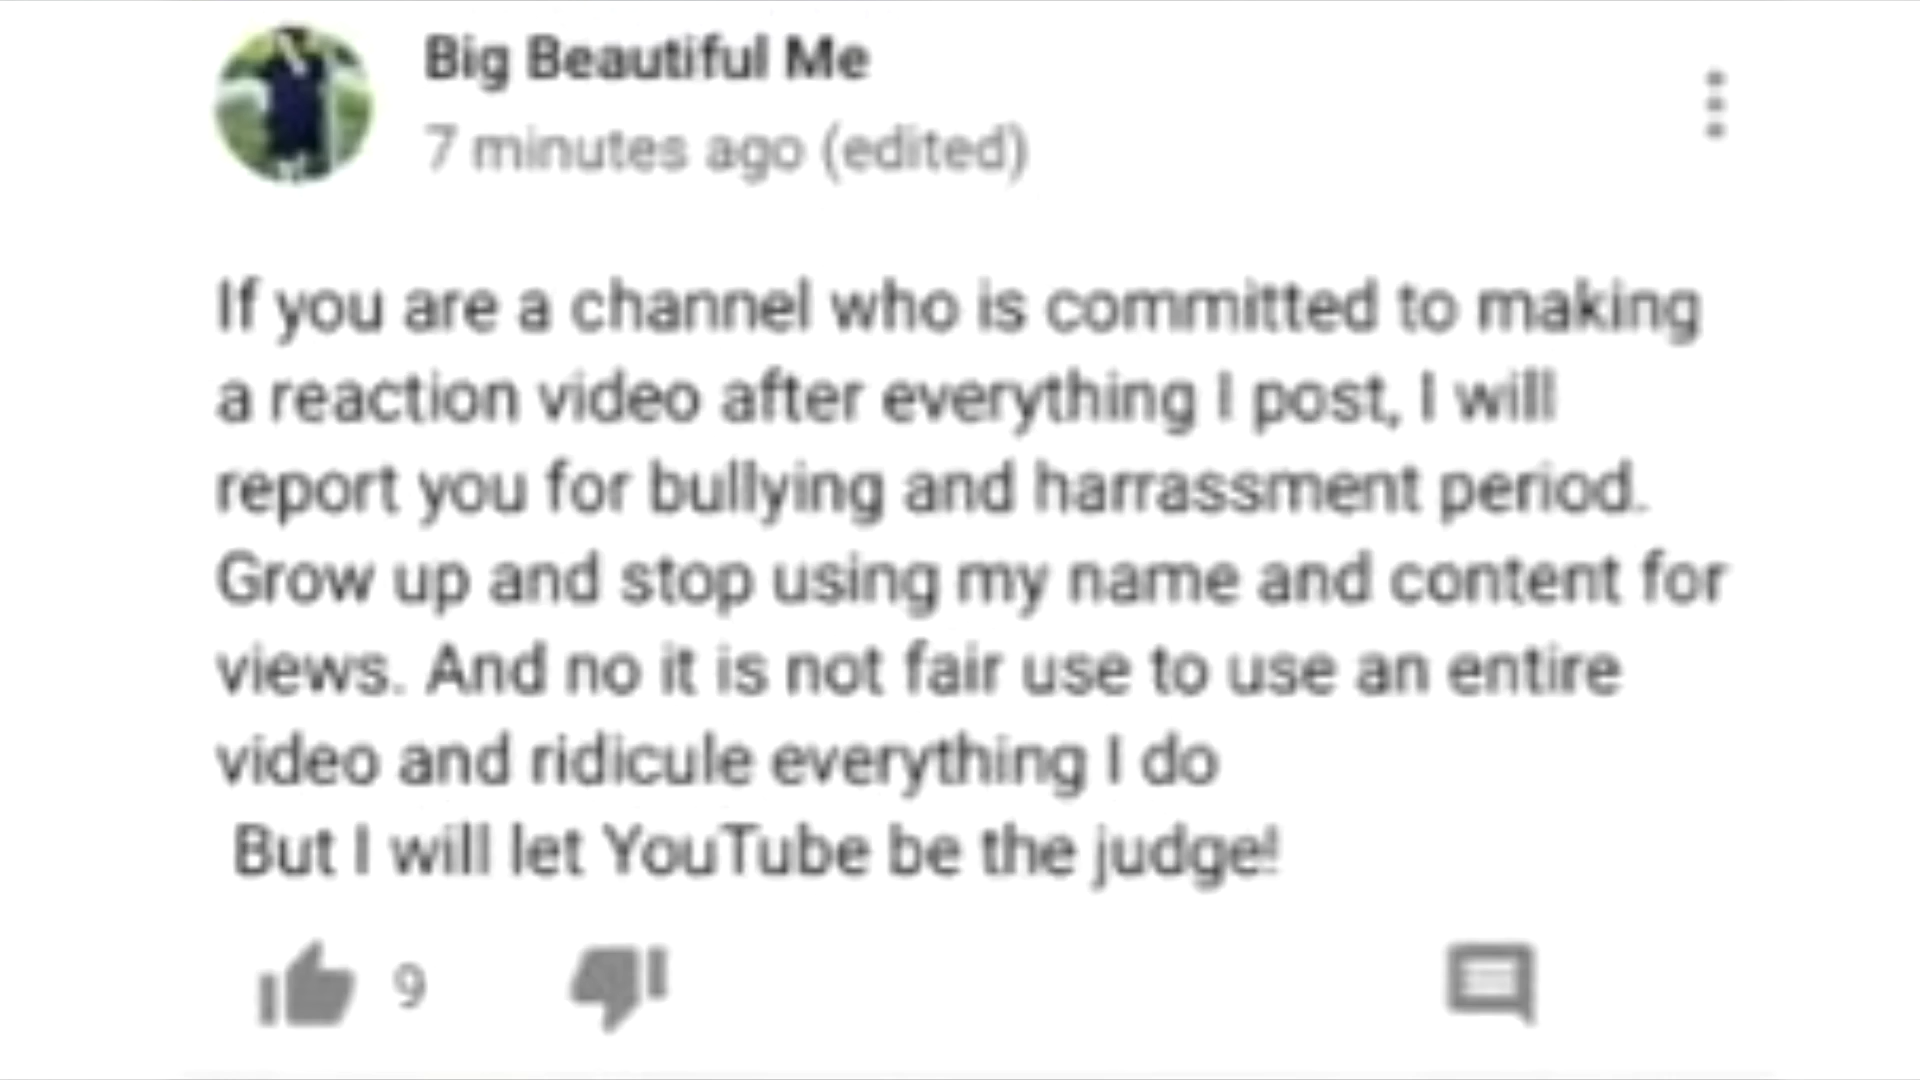 Big Beautiful Me
7 minutes ago (edited)
If you are a channel who is committed to making
a reaction video after everything I post, I will
report you for bullying and harrassment period.
Grow up and stop using my name and content for
views. And no it is not fair use to use an entire
video and ridicule everything I do
But I will let YouTube be the judge!
9